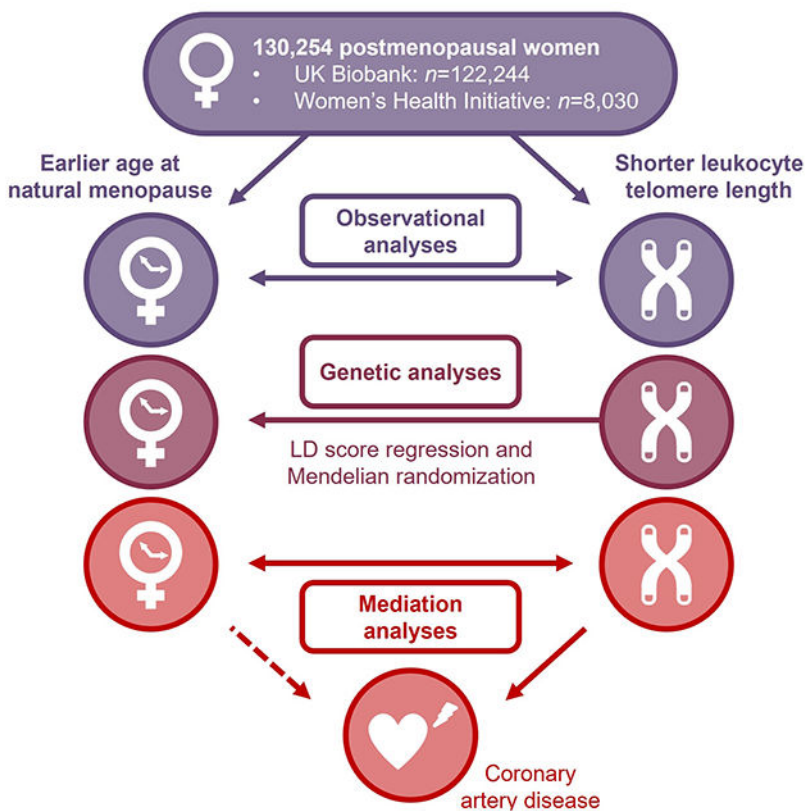 130,254 postmenopausal women
• UK Biobank: n=122,244
• Women's Health Initiative: n=8,030
Earlier age at
natural menopause
Shorter leukocyte
telomere length
Observational
analyses
Genetic analyses
LD score regression and
Mendelian randomization
Mediation
analyses
Coronary
artery disease